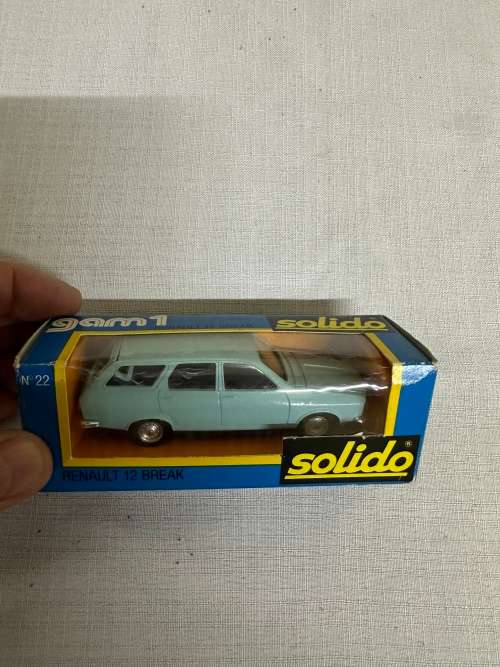 gam 1
solido
N° 22
RENAULT 12 BREAK
solido
®